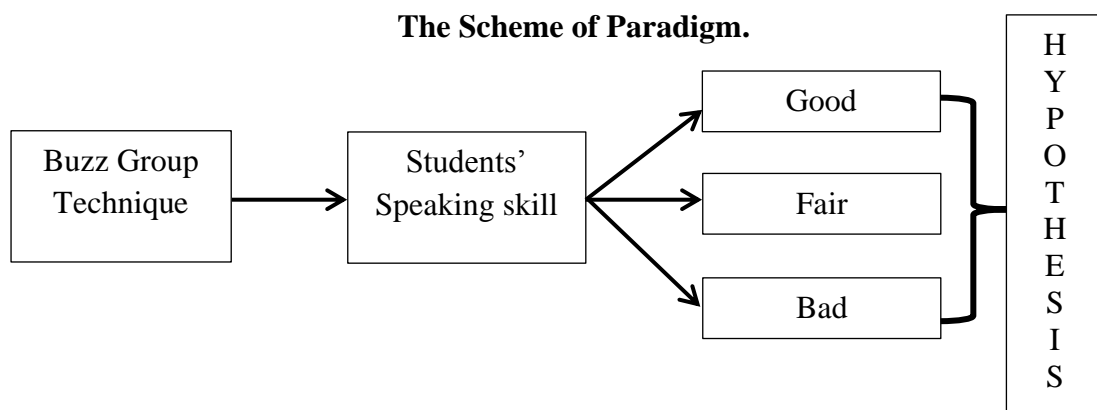 The Scheme of Paradigm.
Buzz Group
Technique
Students’
Speaking skill
Good
Fair
Bad
H
Y
P
O
T
H
E
S
I
S